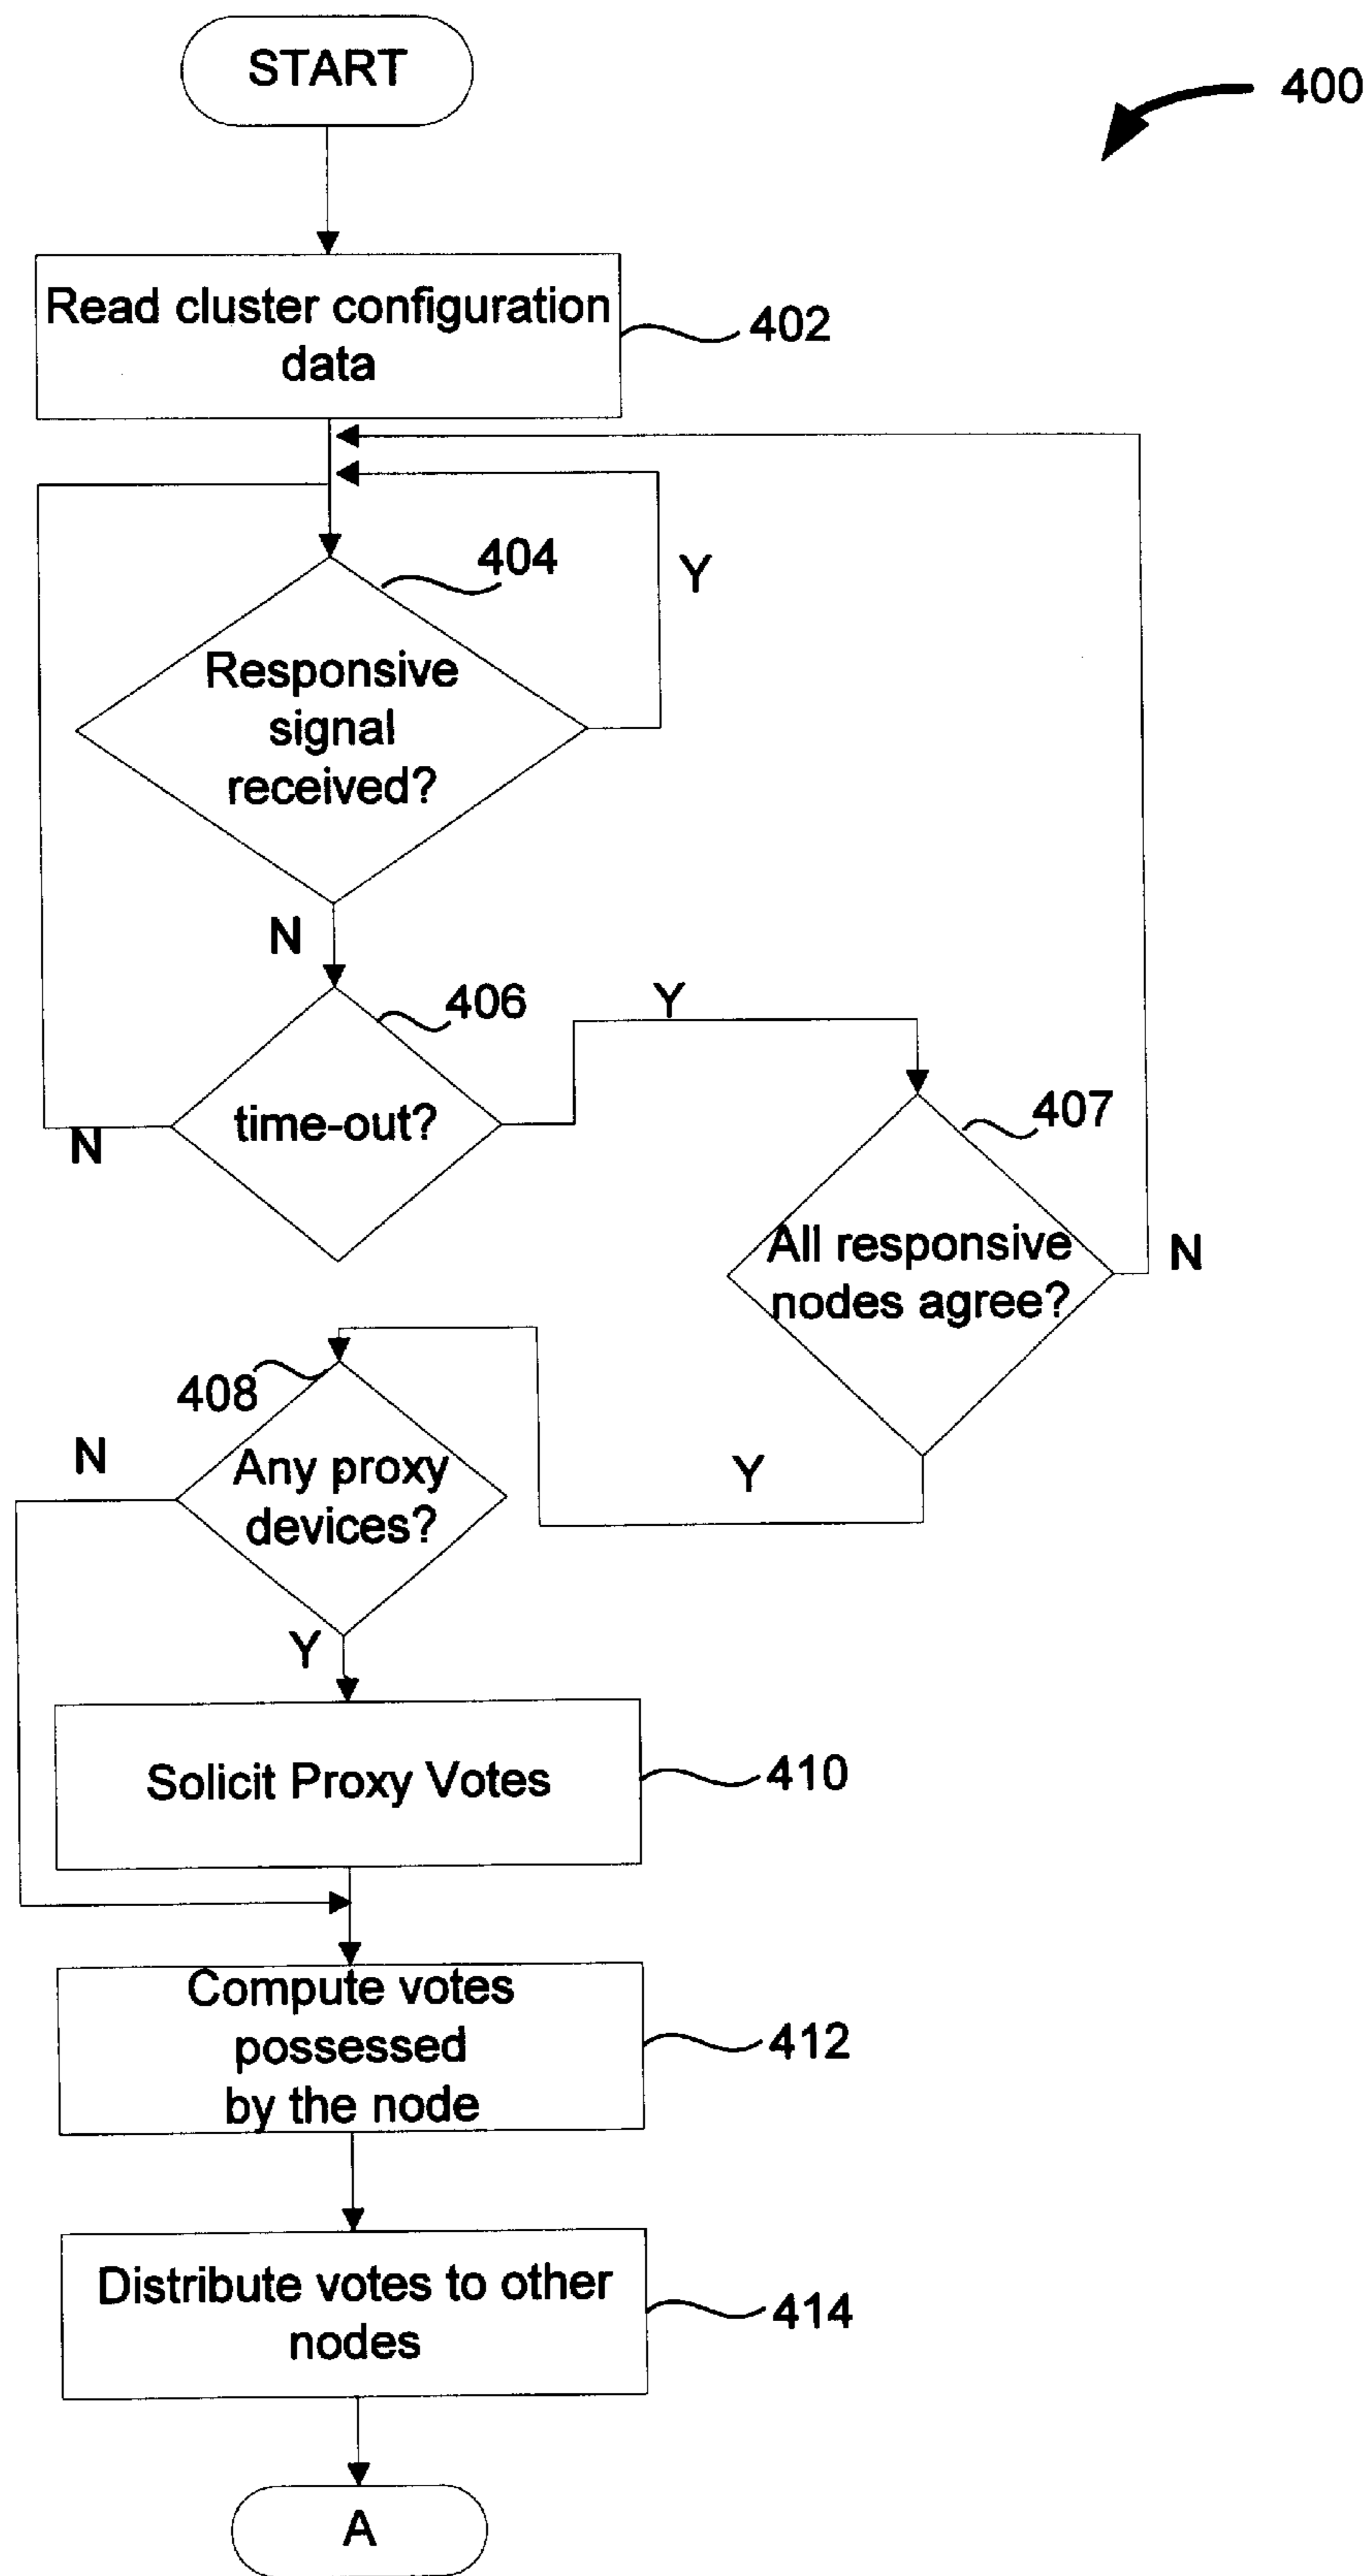 START
400
Read cluster configuration
data
402
404
Y
Responsive
signal
received?
N
406
Y
time-out?
N
407
All responsive
nodes agree?
N
408
N
Any proxy
devices?
Y
Y
Solicit Proxy Votes
410
Compute votes
possessed
by the node
412
Distribute votes to other
nodes
414
A